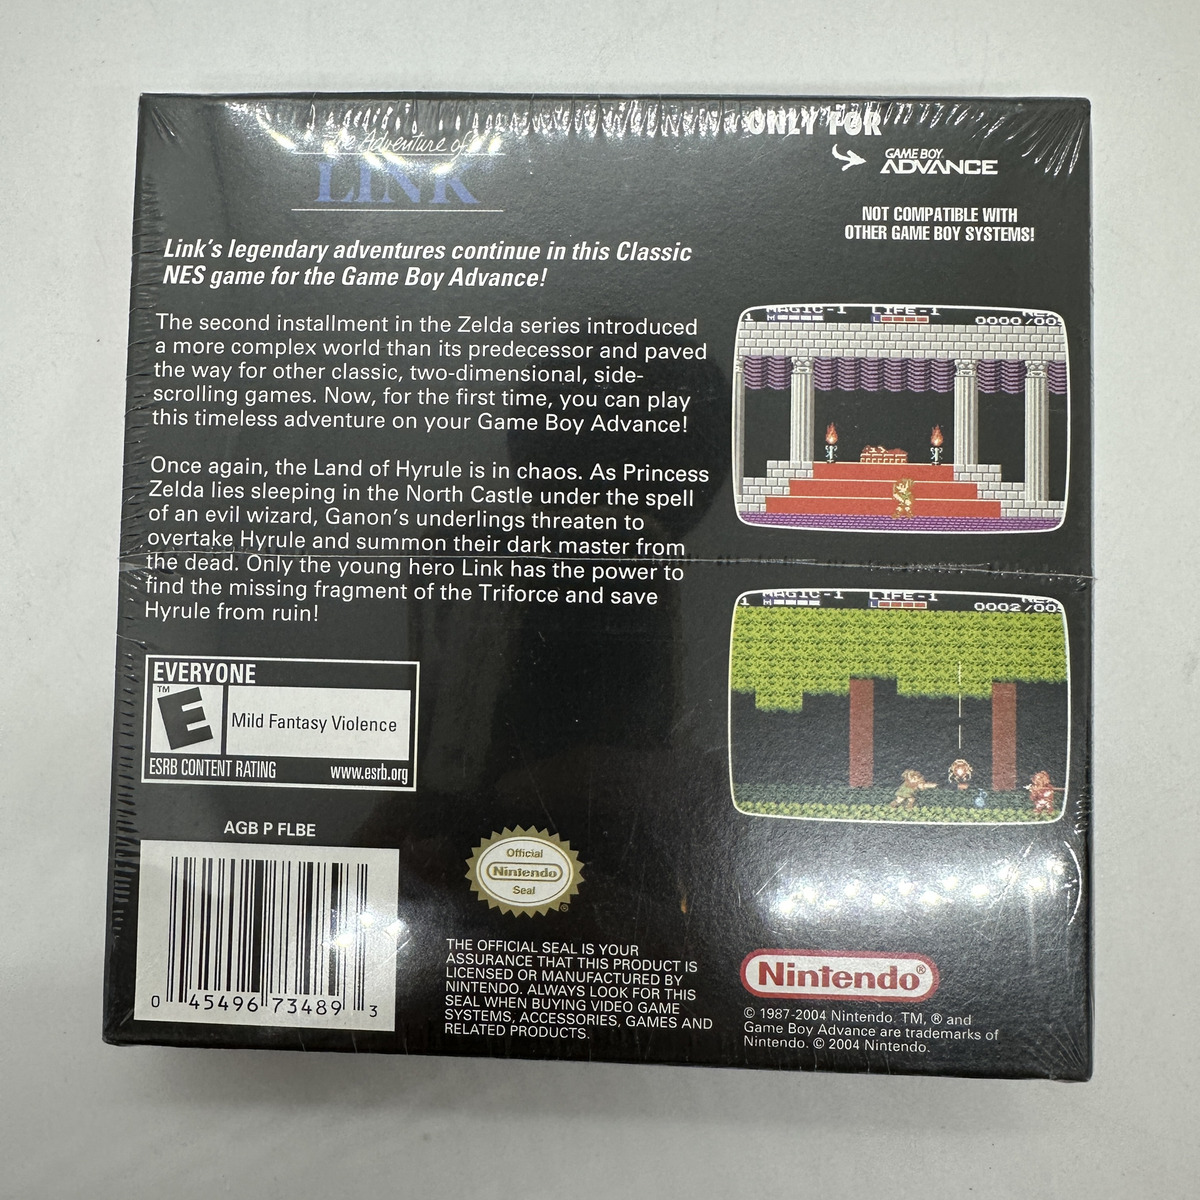 The Adventure of
LINK
ONLY FOR
GAME BOY
ADVANCE
NOT COMPATIBLE WITH
OTHER GAME BOY SYSTEMS!
Link's legendary adventures continue in this Classic
NES game for the Game Boy Advance!
The second installment in the Zelda series introduced
a more complex world than its predecessor and paved
the way for other classic, two-dimensional, side-
scrolling games. Now, for the first time, you can play
this timeless adventure on your Game Boy Advance!
Once again, the Land of Hyrule is in chaos. As Princess
Zelda lies sleeping in the North Castle under the spell
of an evil wizard, Ganon's underlings threaten to
overtake Hyrule and summon their dark master from
the dead. Only the young hero Link has the power to
find the missing fragment of the Triforce and save
Hyrule from ruin!
MAGIC-1 LIFE-1
0000/00
MAGIC-1 LIFE-1
0002/00
EVERYONE
E™
Mild Fantasy Violence
ESRB CONTENT RATING www.esrb.org
AGB P FLBE
0 45496 73489 3
Official
Nintendo
Seal
®
THE OFFICIAL SEAL IS YOUR
ASSURANCE THAT THIS PRODUCT IS
LICENSED OR MANUFACTURED BY
NINTENDO. ALWAYS LOOK FOR THIS
SEAL WHEN BUYING VIDEO GAME
SYSTEMS, ACCESSORIES, GAMES AND
RELATED PRODUCTS.
Nintendo®
© 1987-2004 Nintendo. TM, ® and
Game Boy Advance are trademarks of
Nintendo. © 2004 Nintendo.